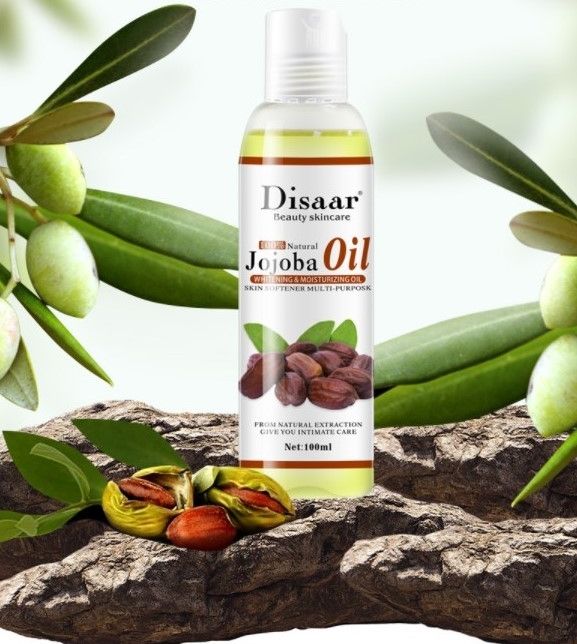 Disaar®
Beauty skincare
100% Natural
Jojoba Oil
WHITENING & MOISTURIZING OIL
SKIN SOFTENER MULTI-PURPOSK
FROM NATURAL EXTRACTION
GIVE YOU INTIMATE CARE
Net:100ml